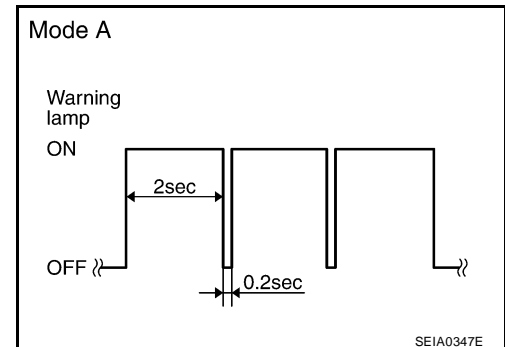 Mode A
Warning
lamp
ON
2sec
OFF
0.2sec
SEIA0347E